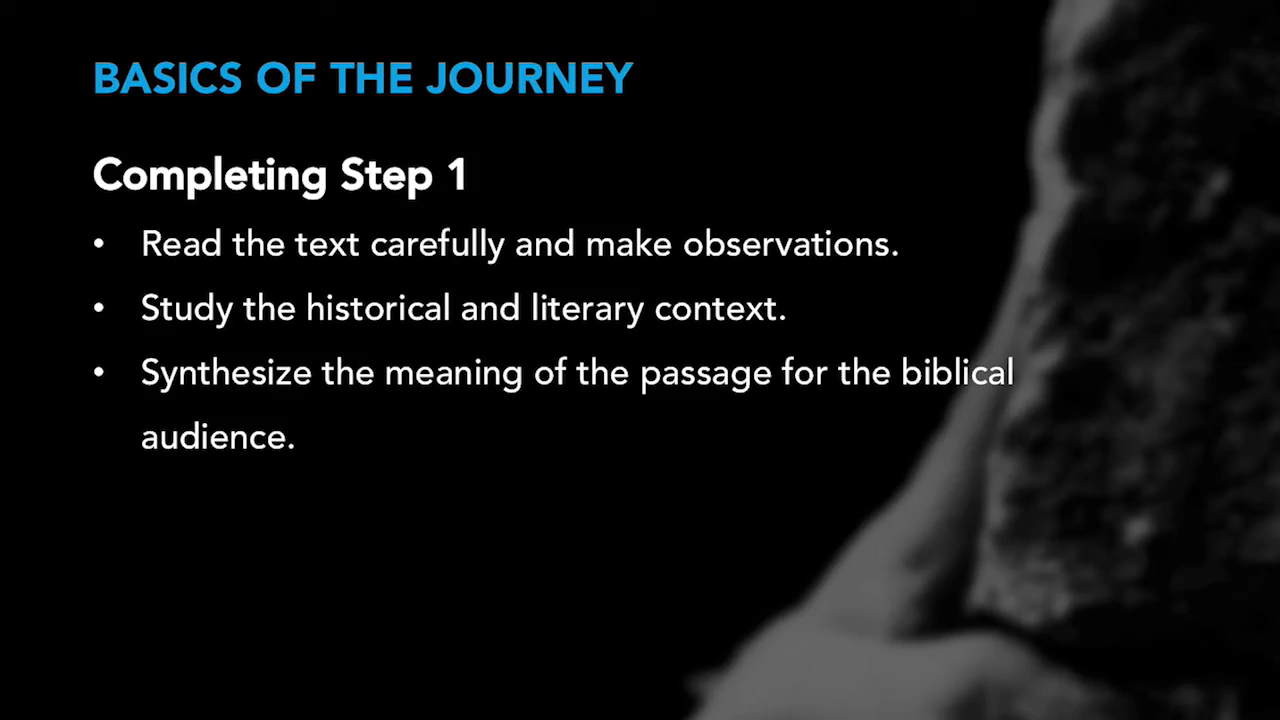 BASICS OF THE JOURNEY
Completing Step 1
• Read the text carefully and make observations.
• Study the historical and literary context.
• Synthesize the meaning of the passage for the biblical
audience.